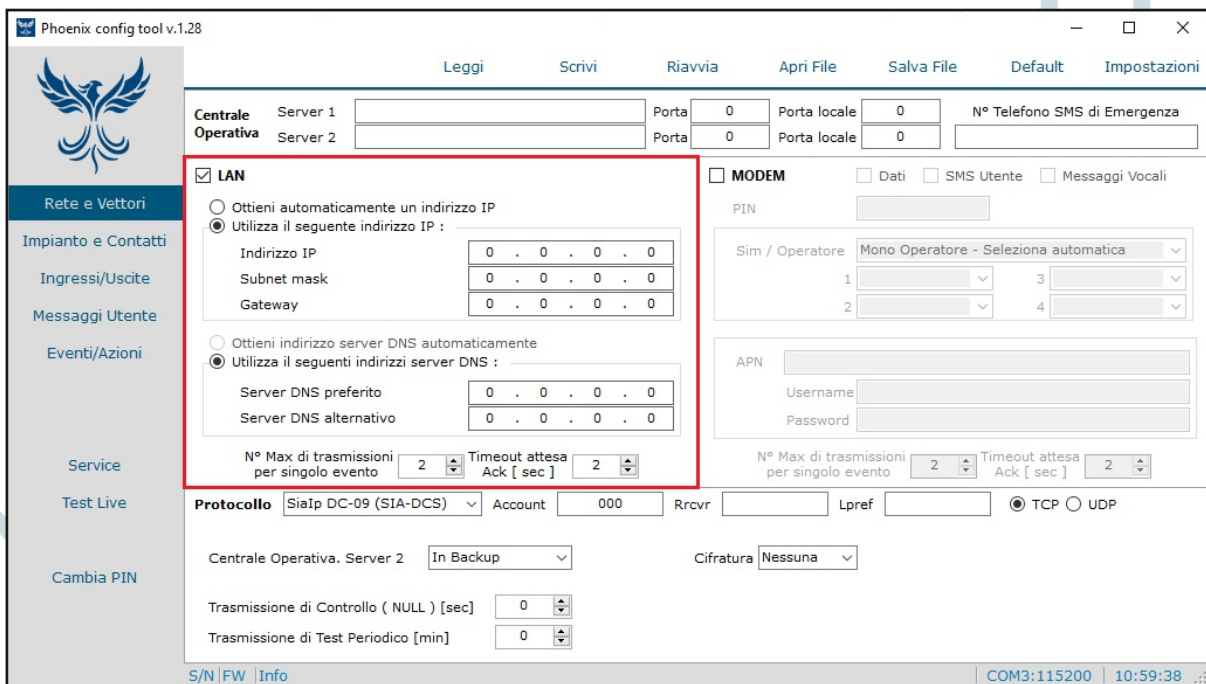 Phoenix config tool v.1.28
Leggi Scrivi Riavvia Apri File Salva File Default Impostazioni
Centrale Operativa
Server 1 Porta 0 Porta locale 0 N° Telefono SMS di Emergenza
Server 2 Porta 0 Porta locale 0
Rete e Vettori
Impianto e Contatti
Ingressi/Uscite
Messaggi Utente
Eventi/Azioni
Service
Test Live
Cambia PIN
LAN
Ottieni automaticamente un indirizzo IP
Utilizza il seguente indirizzo IP :
Indirizzo IP 0 . 0 . 0 . 0
Subnet mask 0 . 0 . 0 . 0
Gateway 0 . 0 . 0 . 0
Ottieni indirizzo server DNS automaticamente
Utilizza il seguenti indirizzi server DNS :
Server DNS preferito 0 . 0 . 0 . 0
Server DNS alternativo 0 . 0 . 0 . 0
N° Max di trasmissioni per singolo evento 2 Timeout attesa Ack [ sec ] 2
MODEM Dati SMS Utente Messaggi Vocali
PIN
Sim / Operatore Mono Operatore - Seleziona automatica
1 3
2 4
APN
Username
Password
N° Max di trasmissioni per singolo evento 2 Timeout attesa Ack [ sec ] 2
Protocollo SiaIp DC-09 (SIA-DCS) Account 000 Rrcvr Lpref TCP UDP
Centrale Operativa. Server 2 In Backup Cifratura Nessuna
Trasmissione di Controllo ( NULL ) [sec] 0
Trasmissione di Test Periodico [min] 0
S/N FW Info COM3:115200 10:59:38